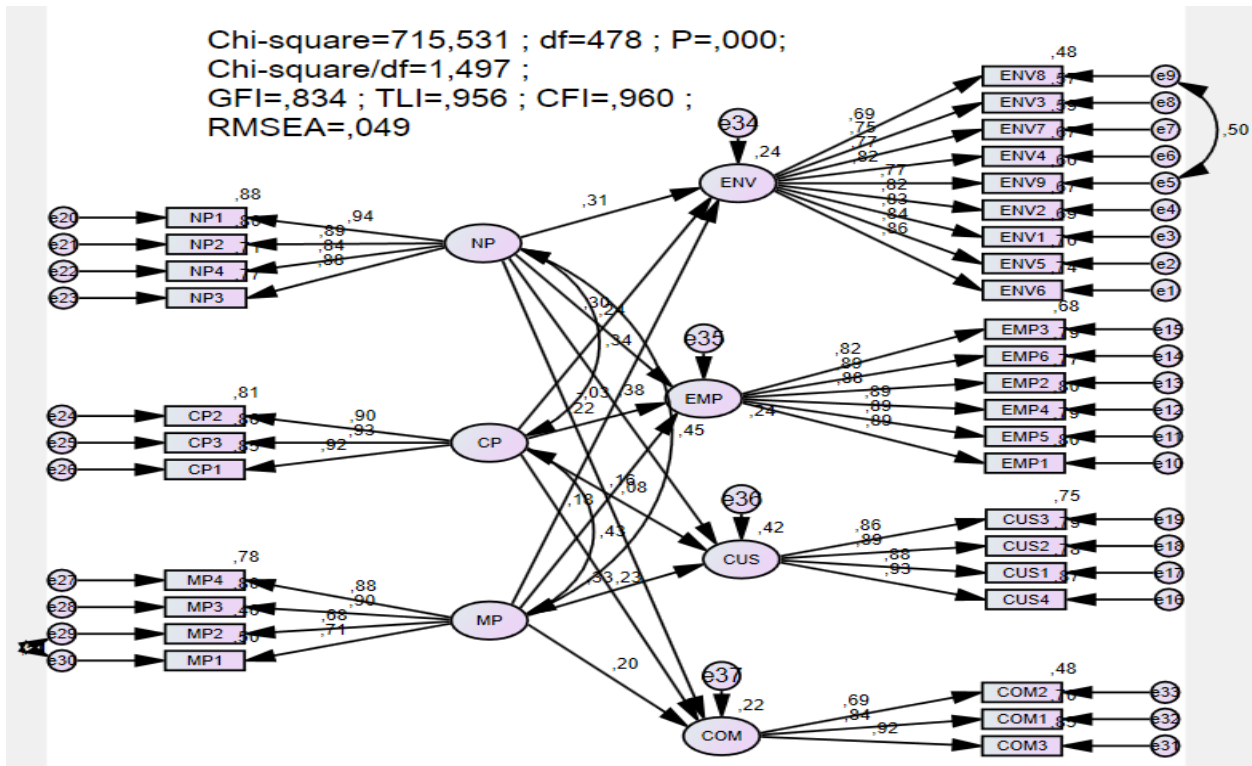 Chi-square=715,531 ; df=478 ; P=,000;
Chi-square/df=1,497 ;
GFI=,834 ; TLI=,956 ; CFI=,960 ;
RMSEA=,049
,88
e20 NP1 ,94
e21 NP2 ,89
e22 NP4 ,84
e23 NP3 ,88
NP
,81
e24 CP2 ,90
e25 CP3 ,93
e26 CP1 ,92
CP
,78
e27 MP4 ,88
e28 MP3 ,90
e29 MP2 ,68
e30 MP1 ,71
MP
,31
,30
,34
,03
,38
,22
,45
,16
,08
,18
,43
,23
,20
e34
,24
ENV
e35
,24
EMP
e36
,42
CUS
e37
,22
COM
,48
,69 ENV8 e9
,75 ENV3 e8
,77 ENV7 e7
,82 ENV4 e6
,77 ENV9 e5
,82 ENV2 e4
,83 ENV1 e3
,84 ENV5 e2
,86 ENV6 e1
,50
,68
,82 EMP3 e15
,89 EMP6 e14
,88 EMP2 e13
,89 EMP4 e12
,89 EMP5 e11
,89 EMP1 e10
,75
,86 CUS3 e19
,89 CUS2 e18
,88 CUS1 e17
,93 CUS4 e16
,48
,69 COM2 e33
,84 COM1 e32
,92 COM3 e31